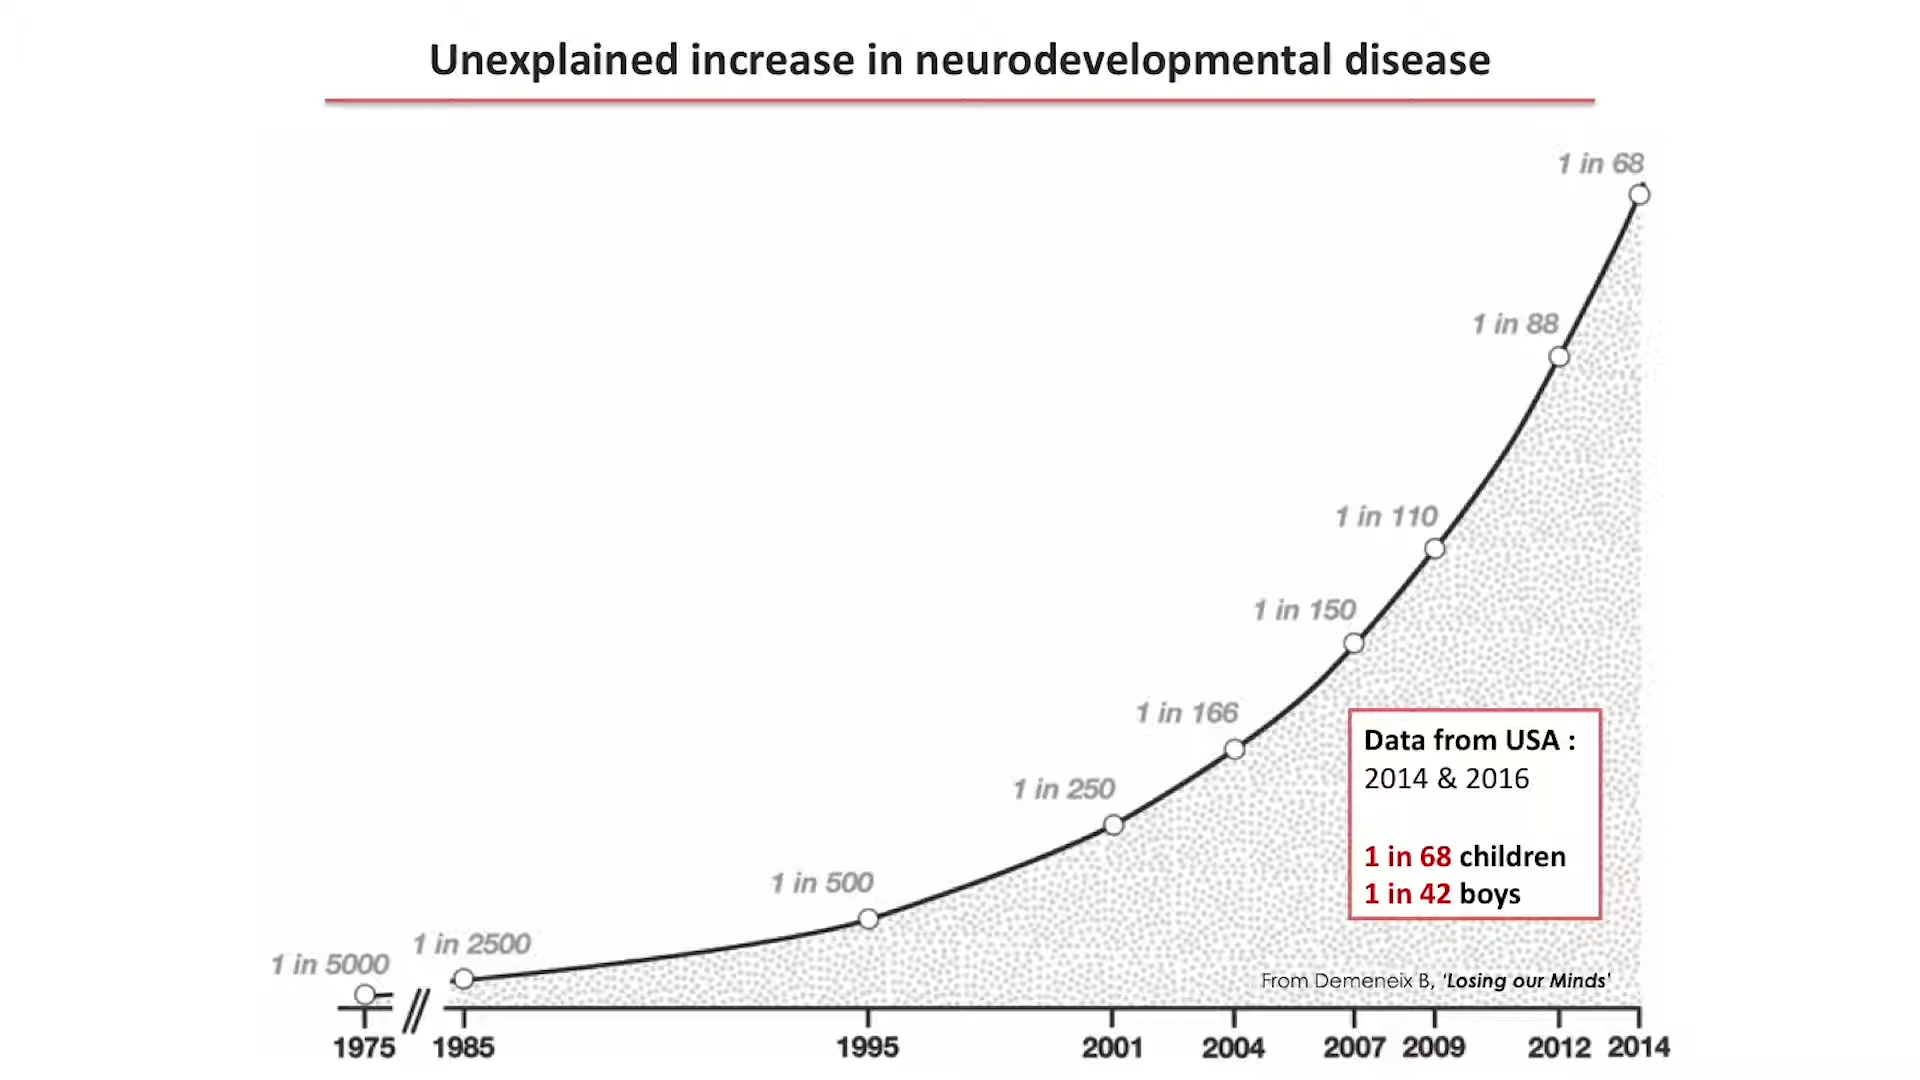 Unexplained increase in neurodevelopmental disease
1 in 68
1 in 88
1 in 110
1 in 150
1 in 166
1 in 250
1 in 500
1 in 2500
1 in 5000
Data from USA :
2014 & 2016
1 in 68 children
1 in 42 boys
From Demeneix B, ‘Losing our Minds’
1975 1985 1995 2001 2004 2007 2009 2012 2014